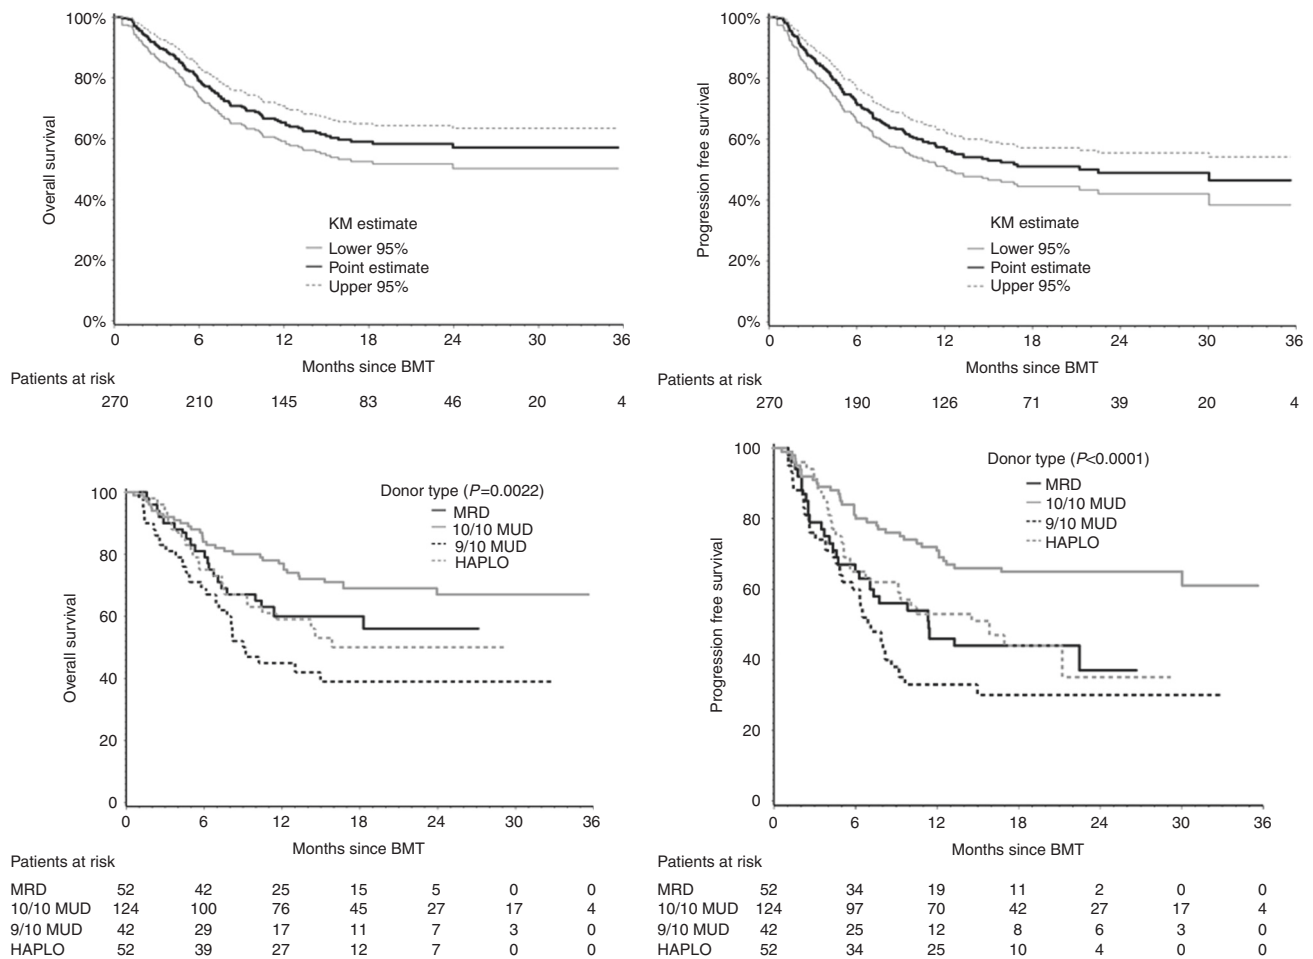 100%
80%
60%
40%
20%
0%
Overall survival
KM estimate
Lower 95%
Point estimate
Upper 95%
0 6 12 18 24 30 36
Months since BMT
Patients at risk
270 210 145 83 46 20 4
100%
80%
60%
40%
20%
0%
Progression free survival
KM estimate
Lower 95%
Point estimate
Upper 95%
0 6 12 18 24 30 36
Months since BMT
Patients at risk
270 190 126 71 39 20 4
100
80
60
40
20
0
Overall survival
Donor type (P=0.0022)
MRD
10/10 MUD
9/10 MUD
HAPLO
0 6 12 18 24 30 36
Months since BMT
Patients at risk
MRD 52 42 25 15 5 0 0
10/10 MUD 124 100 76 45 27 17 4
9/10 MUD 42 29 17 11 7 3 0
HAPLO 52 39 27 12 7 0 0
100
80
60
40
20
0
Progression free survival
Donor type (P<0.0001)
MRD
10/10 MUD
9/10 MUD
HAPLO
0 6 12 18 24 30 36
Months since BMT
Patients at risk
MRD 52 34 19 11 2 0 0
10/10 MUD 124 97 70 42 27 17 4
9/10 MUD 42 25 12 8 6 3 0
HAPLO 52 34 25 10 4 0 0